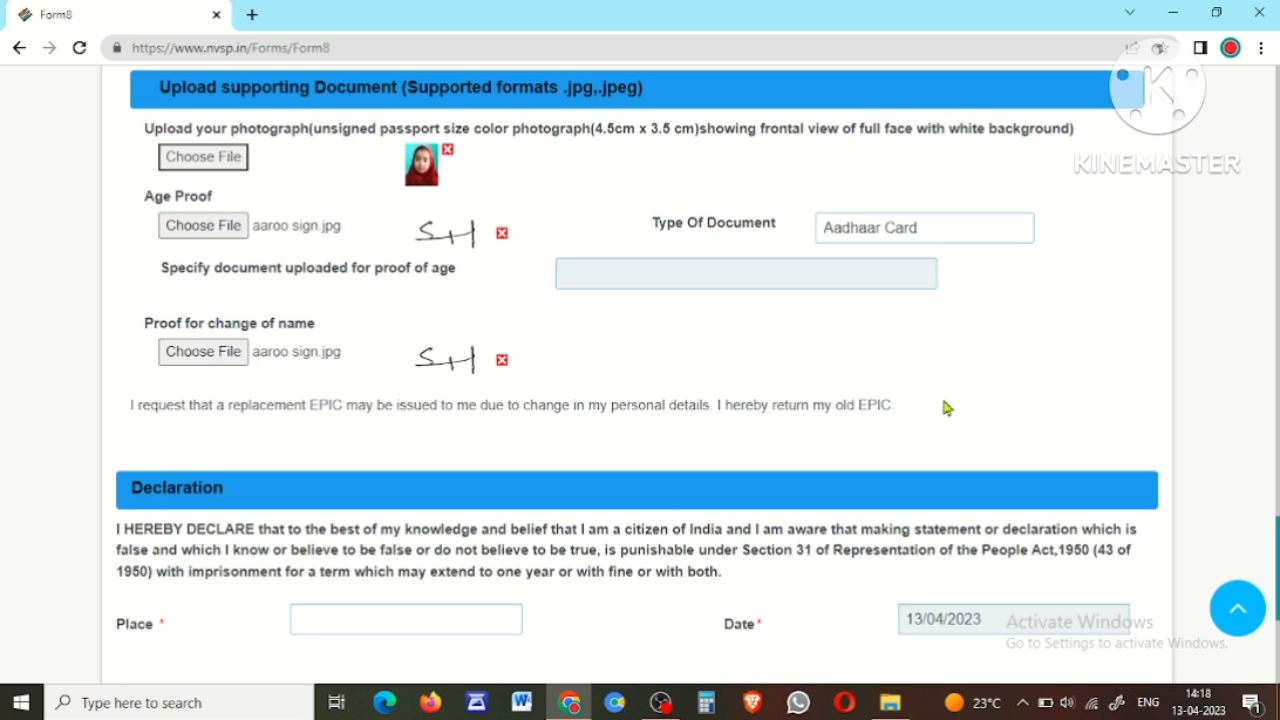 Form8
https://www.nvsp.in/Forms/Form8
Upload supporting Document (Supported formats .jpg,.jpeg)
Upload your photograph(unsigned passport size color photograph(4.5cm x 3.5 cm)showing frontal view of full face with white background)
Choose File
KINEMASTER
Age Proof
Choose File aaroo sign.jpg
SH
Type Of Document
Aadhaar Card
Specify document uploaded for proof of age
Proof for change of name
Choose File aaroo sign.jpg
SH
I request that a replacement EPIC may be issued to me due to change in my personal details. I hereby return my old EPIC.
Declaration
I HEREBY DECLARE that to the best of my knowledge and belief that I am a citizen of India and I am aware that making statement or declaration which is
false and which I know or believe to be false or do not believe to be true, is punishable under Section 31 of Representation of the People Act,1950 (43 of
1950) with imprisonment for a term which may extend to one year or with fine or with both.
Place *
Date*
13/04/2023
Activate Windows
Go to Settings to activate Windows.
Type here to search
23°C
ENG
14:18
13-04-2023
1